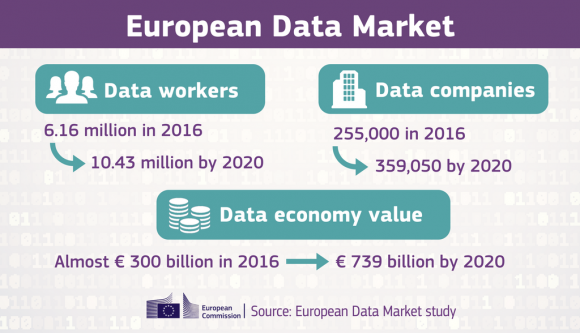 European Data Market
Data workers
6.16 million in 2016
10.43 million by 2020
Data companies
255,000 in 2016
359,050 by 2020
Data economy value
Almost € 300 billion in 2016
€ 739 billion by 2020
European
Commission
Source: European Data Market study